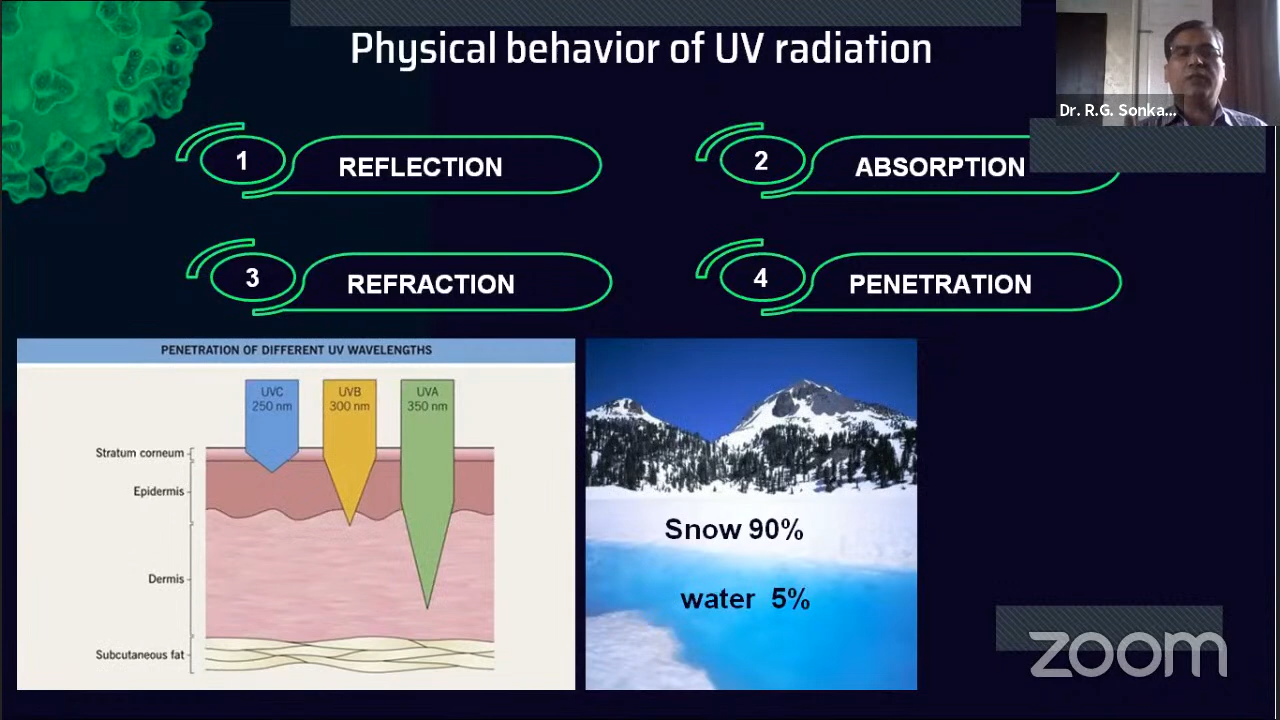 Physical behavior of UV radiation
Dr. R.G. Sonka...
1 REFLECTION
2 ABSORPTION
3 REFRACTION
4 PENETRATION
PENETRATION OF DIFFERENT UV WAVELENGTHS
UVC
250 nm
UVB
300 nm
UVA
350 nm
Stratum corneum
Epidermis
Dermis
Subcutaneous fat
Snow 90%
water 5%
zoom